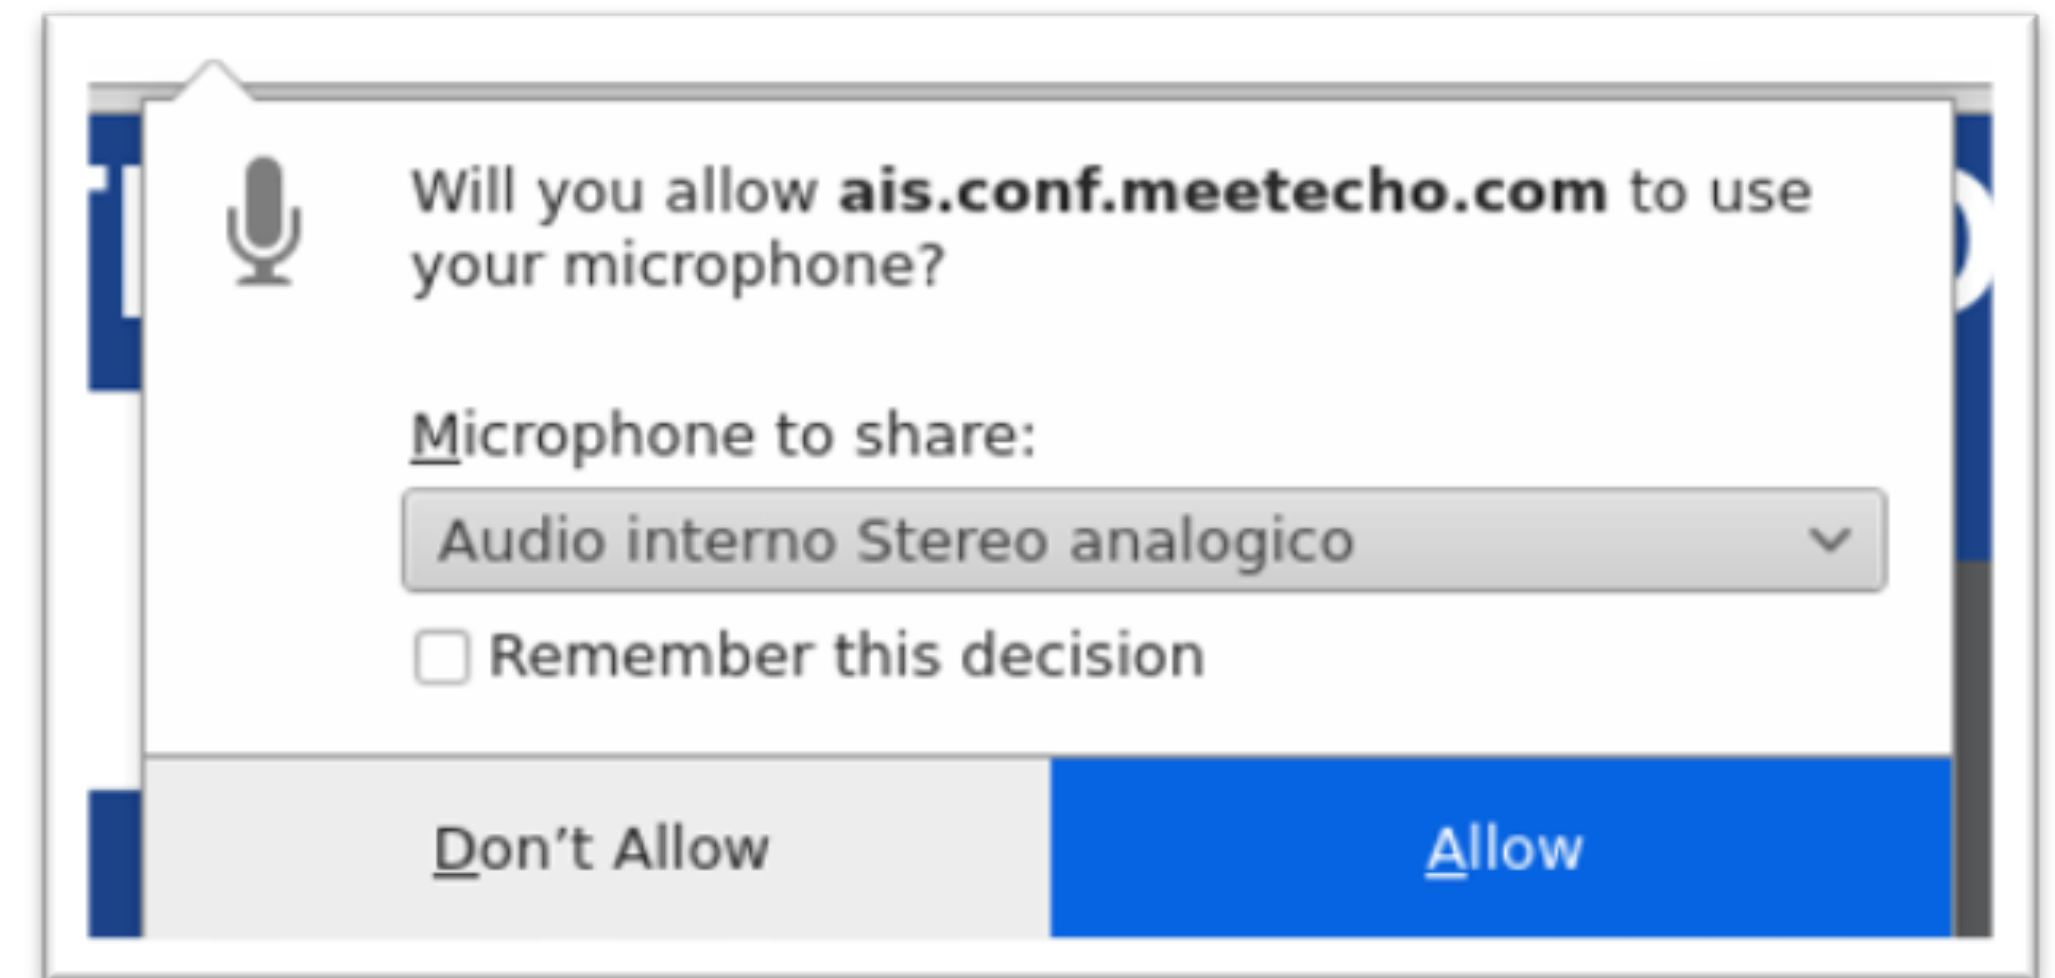 Will you allow ais.conf.meetecho.com to use
your microphone?
Microphone to share:
Audio interno Stereo analogico
Remember this decision
Don’t Allow
Allow